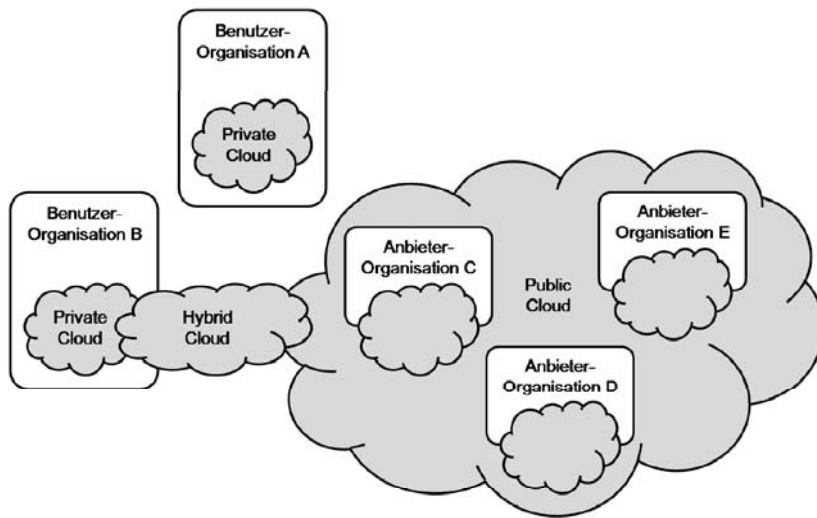 Benutzer-
Organisation A
Private
Cloud
Benutzer-
Organisation B
Private
Cloud
Hybrid
Cloud
Anbieter-
Organisation C
Public
Cloud
Anbieter-
Organisation E
Anbieter-
Organisation D